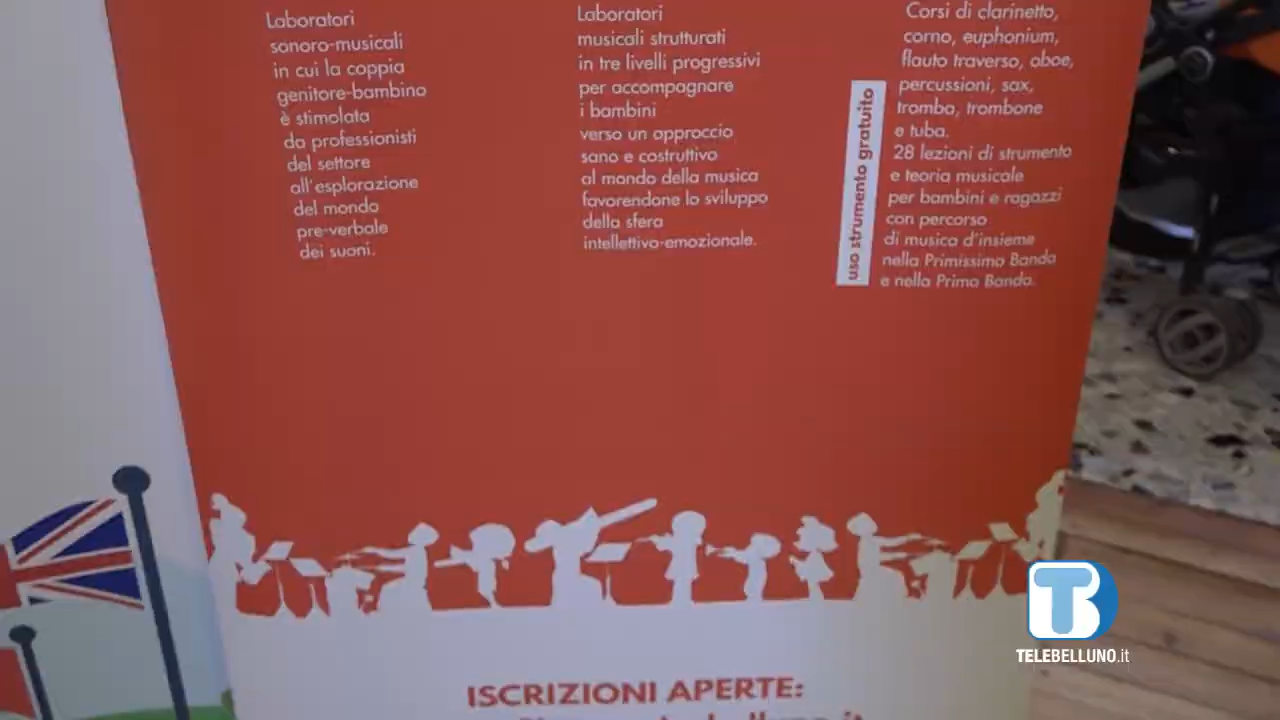 Laboratori
sonoro-musicali
in cui la coppia
genitore-bambino
è stimolata
da professionisti
del settore
all'esplorazione
del mondo
pre-verbale
dei suoni.
Laboratori
musicali strutturati
in tre livelli progressivi
per accompagnare
i bambini
verso un approccio
sano e costruttivo
al mondo della musica
favorendone lo sviluppo
della sfera
intellettivo-emozionale.
uso strumento gratuito
Corsi di clarinetto,
corno, euphonium,
flauto traverso, oboe,
percussioni, sax,
tromba, trombone
e tuba.
28 lezioni di strumento
e teoria musicale
per bambini e ragazzi
con percorso
di musica d'insieme
nella Primissima Banda
e nella Prima Banda.
ISCRIZIONI APERTE:
TB
TELEBELLUNO.it